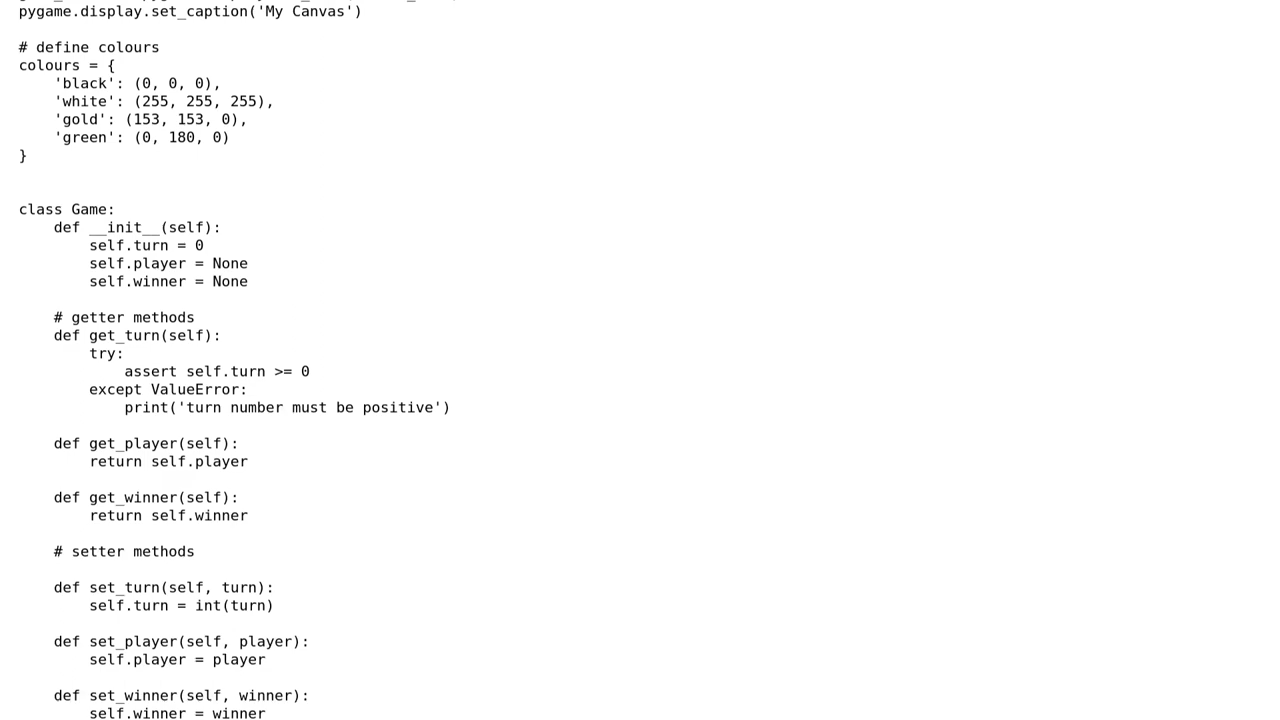 pygame.display.set_caption('My Canvas')

# define colours
colours = {
    'black': (0, 0, 0),
    'white': (255, 255, 255),
    'gold': (153, 153, 0),
    'green': (0, 180, 0)
}


class Game:
    def __init__(self):
        self.turn = 0
        self.player = None
        self.winner = None

    # getter methods
    def get_turn(self):
        try:
            assert self.turn >= 0
        except ValueError:
            print('turn number must be positive')

    def get_player(self):
        return self.player

    def get_winner(self):
        return self.winner

    # setter methods

    def set_turn(self, turn):
        self.turn = int(turn)

    def set_player(self, player):
        self.player = player

    def set_winner(self, winner):
        self.winner = winner